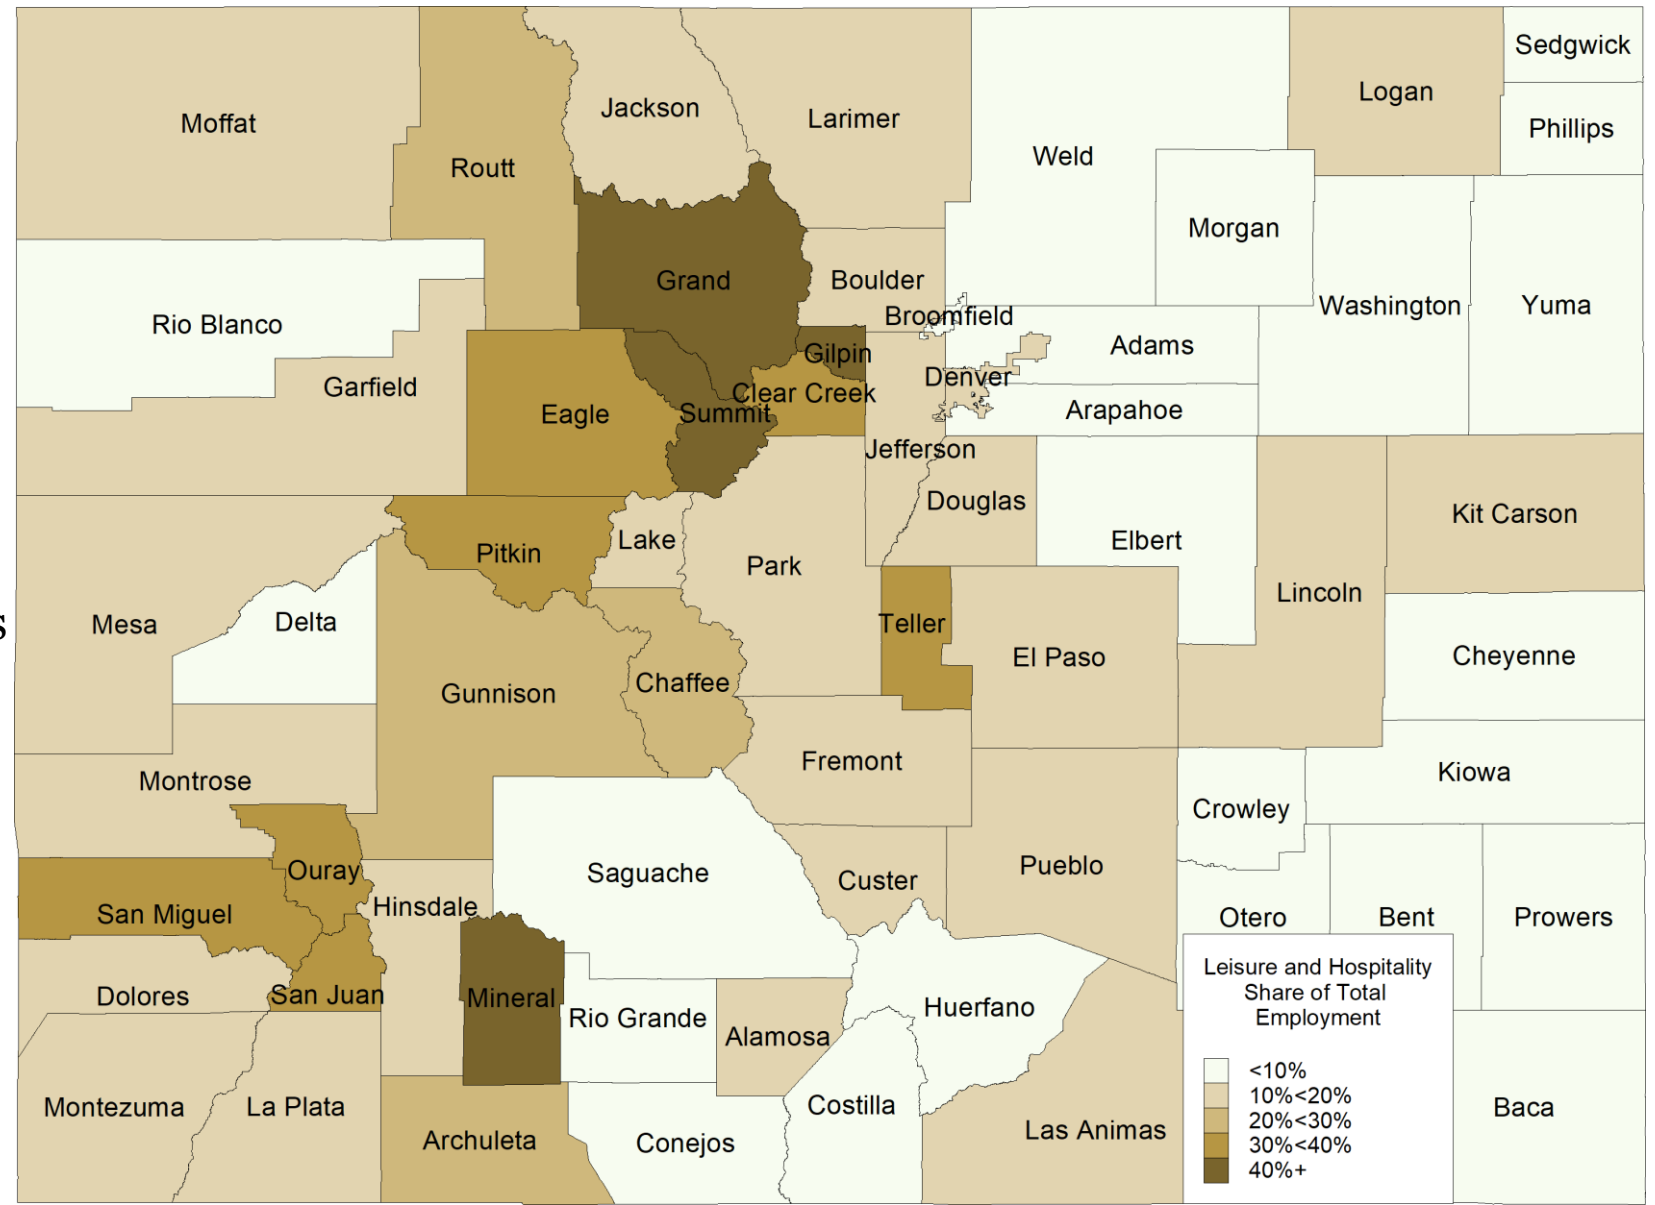 Sedgwick
Logan
Jackson
Larimer
Moffat
Phillips
Weld
Routt
Morgan
Grand
Boulder
Washington
Yuma
Broomfield
Rio Blanco
Adams
Gilpin
Denver
Garfield
Clear Creek
Arapahoe
Eagle
Summit
Jefferson
Douglas
Kit Carson
Lake
Elbert
Pitkin
Park
Lincoln
s
Mesa
Delta
Teller
El Paso
Cheyenne
Chaffee
Gunnison
Fremont
Kiowa
Montrose
Crowley
Pueblo
Ouray
Saguache
Custer
Hinsdale
San Miguel
Otero
Bent
Prowers
Dolores
San Juan
Mineral
Huerfano
Rio Grande
Alamosa
Montezuma
La Plata
Costilla
Baca
Archuleta
Conejos
Las Animas
Leisure and Hospitality
Share of Total
Employment
<10%
10%<20%
20%<30%
30%<40%
40%+